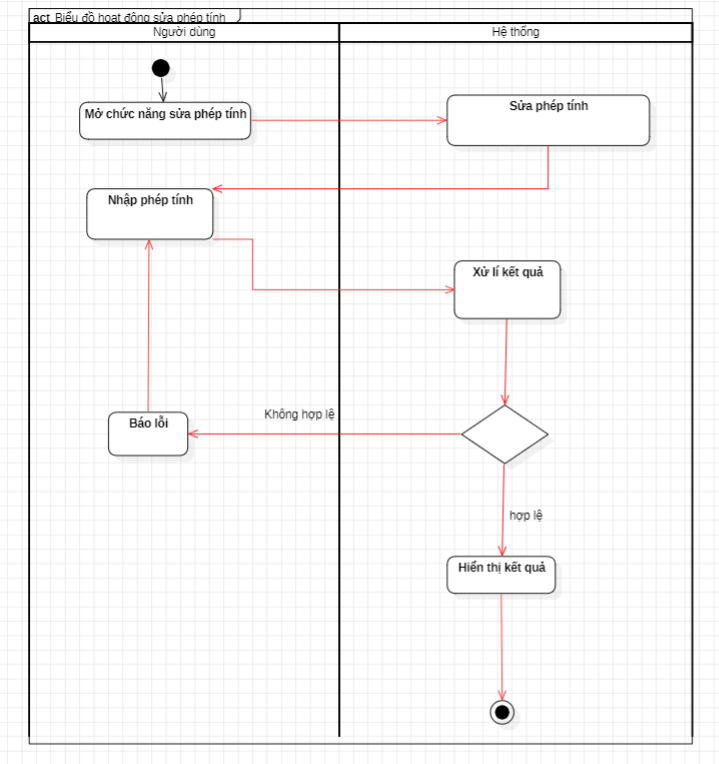 act Biểu đồ hoạt động sửa phép tính
Người dùng
Hệ thống
Mở chức năng sửa phép tính
Sửa phép tính
Nhập phép tính
Xử lí kết quả
Báo lỗi
Không hợp lệ
hợp lệ
Hiển thị kết quả